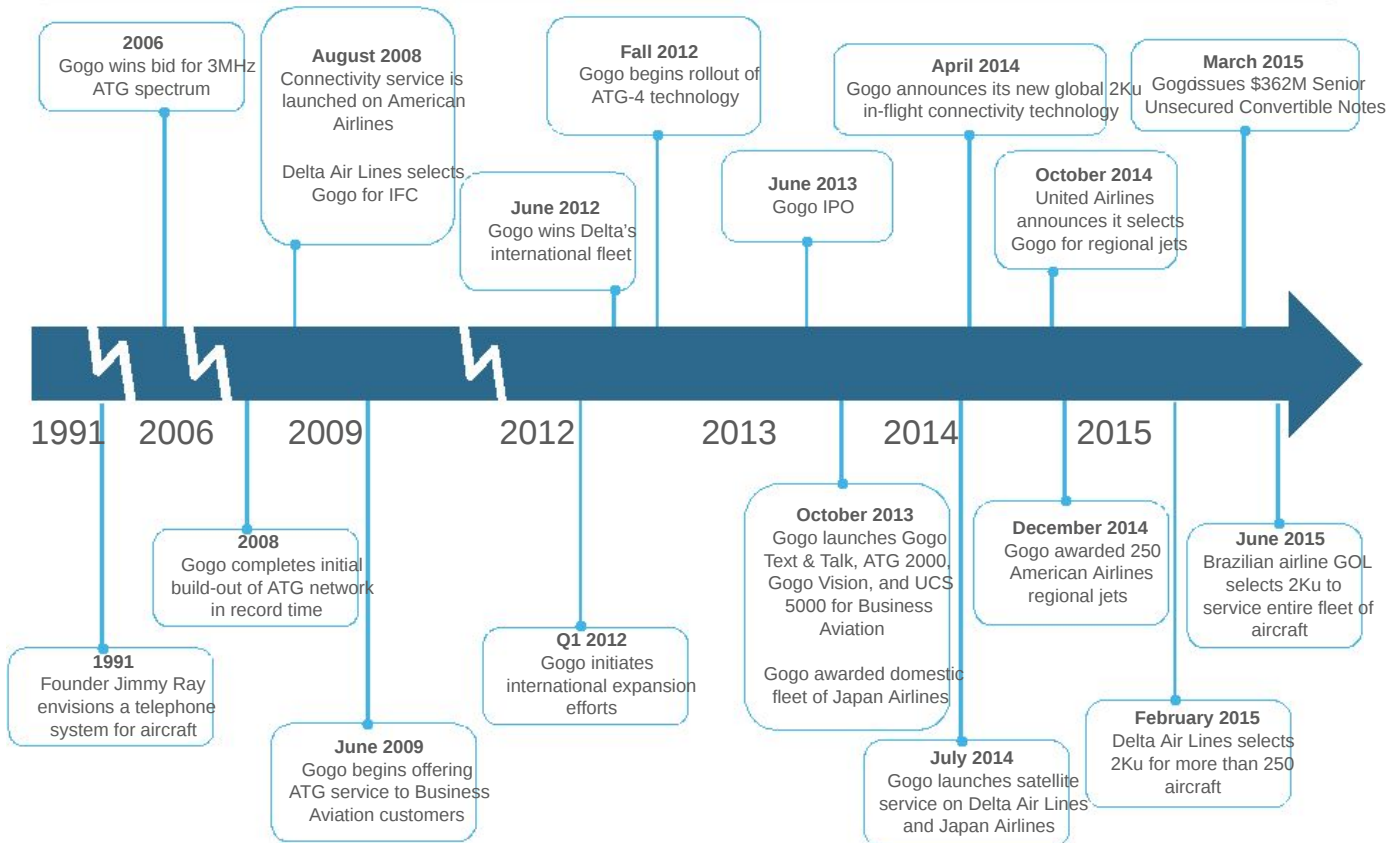 2006
Gogo wins bid for 3MHz
ATG spectrum
August 2008
Connectivity service is
launched on American
Airlines
Delta Air Lines selects
Gogo for IFC
June 2012
Gogo wins Delta's
international fleet
Fall 2012
Gogo begins rollout of
ATG-4 technology
June 2013
Gogo IPO
April 2014
Gogo announces its new global 2Ku
in-flight connectivity technology
October 2014
United Airlines
announces it selects
Gogo for regional jets
March 2015
Gogo issues $362M Senior
Unsecured Convertible Notes
1991 2006 2009 2012 2013 2014 2015
1991
Founder Jimmy Ray
envisions a telephone
system for aircraft
2008
Gogo completes initial
build-out of ATG network
in record time
June 2009
Gogo begins offering
ATG service to Business
Aviation customers
Q1 2012
Gogo initiates
international expansion
efforts
October 2013
Gogo launches Gogo
Text & Talk, ATG 2000,
Gogo Vision, and UCS
5000 for Business
Aviation
Gogo awarded domestic
fleet of Japan Airlines
July 2014
Gogo launches satellite
service on Delta Air Lines
and Japan Airlines
December 2014
Gogo awarded 250
American Airlines
regional jets
February 2015
Delta Air Lines selects
2Ku for more than 250
aircraft
June 2015
Brazilian airline GOL
selects 2Ku to
service entire fleet of
aircraft